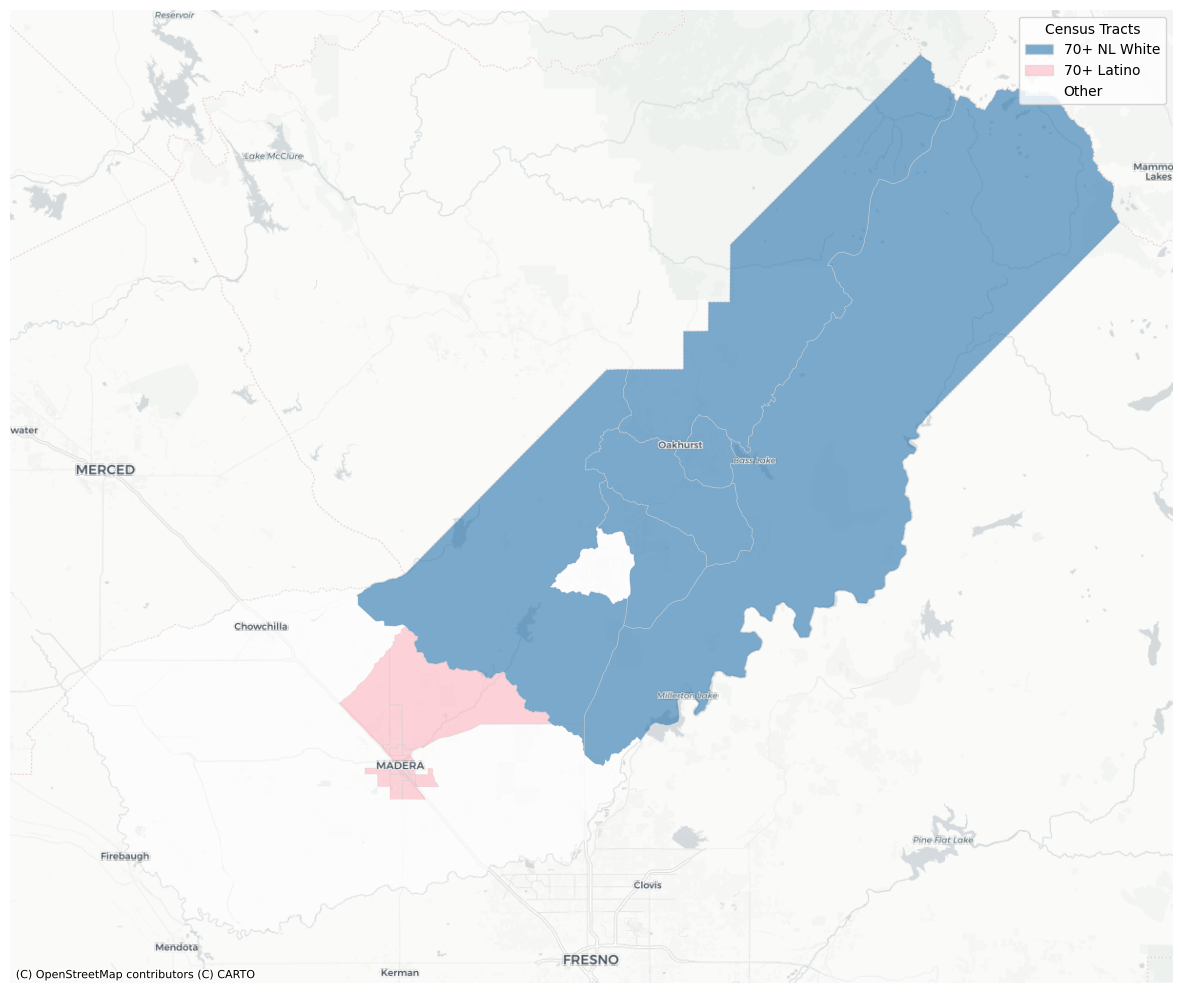 Reservoir
Census Tracts
70+ NL White
70+ Latino
Other
Lake McClure
Mammo
Lakes
water
MERCED
Oakhurst
Bass Lake
Chowchilla
Millerton Lake
MADERA
Firebaugh
Pine Flat Lake
Clovis
Mendota
FRESNO
Kerman
(C) OpenStreetMap contributors (C) CARTO